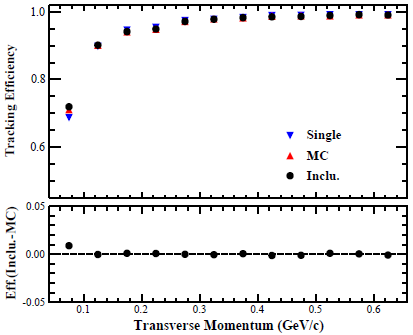 1.0
0.8
0.6
Tracking Efficiency
Single
MC
Inclu.
0.05
0.00
-0.05
Eff.(Inclu.-MC)
0.1 0.2 0.3 0.4 0.5 0.6
Transverse Momentum (GeV/c)